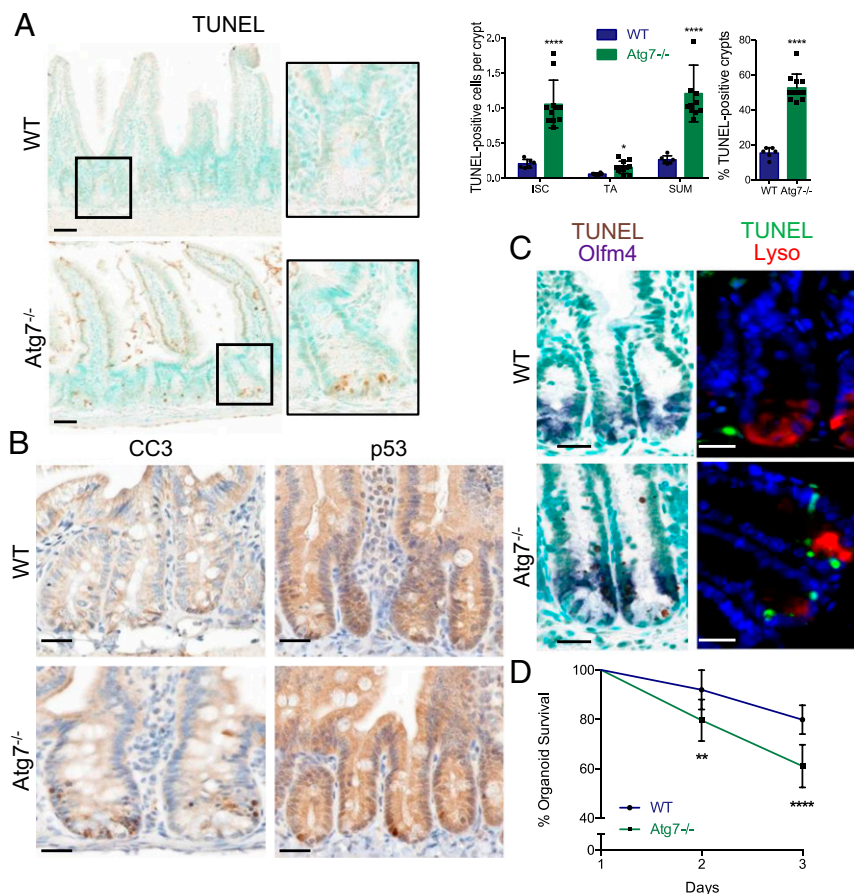 A
TUNEL
WT
Atg7-/-
TUNEL-positive cells per crypt
2.0
1.5
1.0
0.5
0.0
WT
Atg7-/-
****
*
****
ISC
TA
SUM
% TUNEL-positive crypts
80
60
40
20
0
****
WT Atg7-/-
B
CC3
p53
WT
Atg7-/-
C
TUNEL
Olfm4
TUNEL
Lyso
WT
Atg7-/-
D
% Organoid Survival
100
80
60
40
0
**
****
WT
Atg7-/-
1
2
3
Days